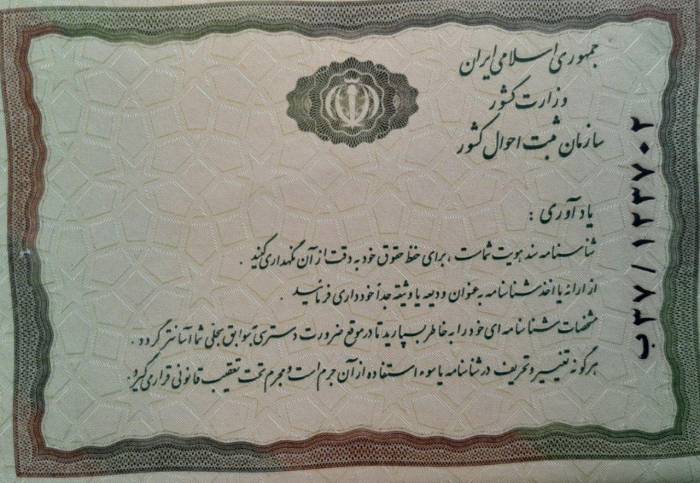 جمهوری اسلامی ایران
وزارت کشور
سازمان ثبت احوال کشور
یادآوری :
شناسنامه سند هویت شماست ، برای حفظ حقوق خود به دقت از آن نگهداری کنید .
از ارائه یا اخذ شناسنامه به عنوان ودیعه یا وثیقه جداً خودداری فرمائید .
مشخصات شناسنامه ای خود را به خاطر بسپارید تا در موقع ضرورت دسترسی به سوابق سجلی شما آسانتر گردد .
هرگونه تغییر و تحریف در شناسنامه یا سوء استفاده از آن جرم است و مجرم تحت تعقیب قانونی قرار می گیرد.
ب۳۷/۱۲۳۷۰۲